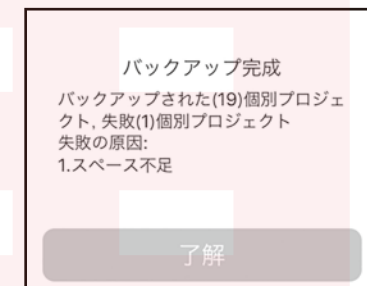 バックアップ完成
バックアップされた(19)個別プロジェ
クト, 失敗(1)個別プロジェクト
失敗の原因:
1.スペース不足
了解